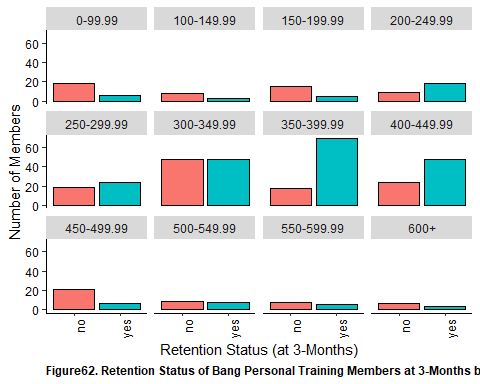 0-99.99 100-149.99 150-199.99 200-249.99
60
40
20
0
250-299.99 300-349.99 350-399.99 400-449.99
60
40
20
0
450-499.99 500-549.99 550-599.99 600+
60
40
20
0
Number of Members
no yes no yes no yes no yes
Retention Status (at 3-Months)
Figure62. Retention Status of Bang Personal Training Members at 3-Months b